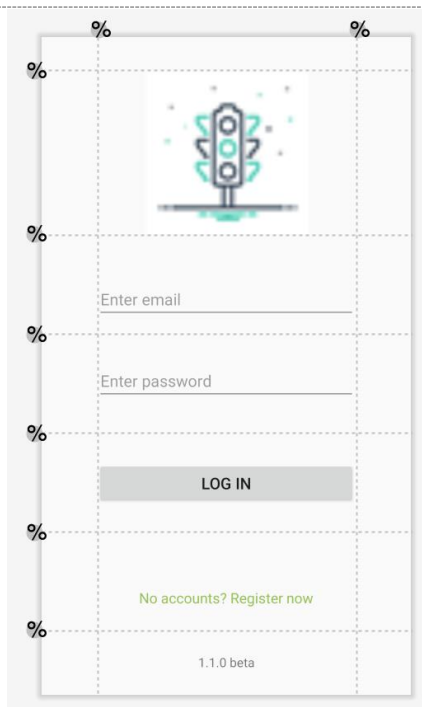 % %
%
%
Enter email
%
Enter password
%
LOG IN
%
No accounts? Register now
%
1.1.0 beta